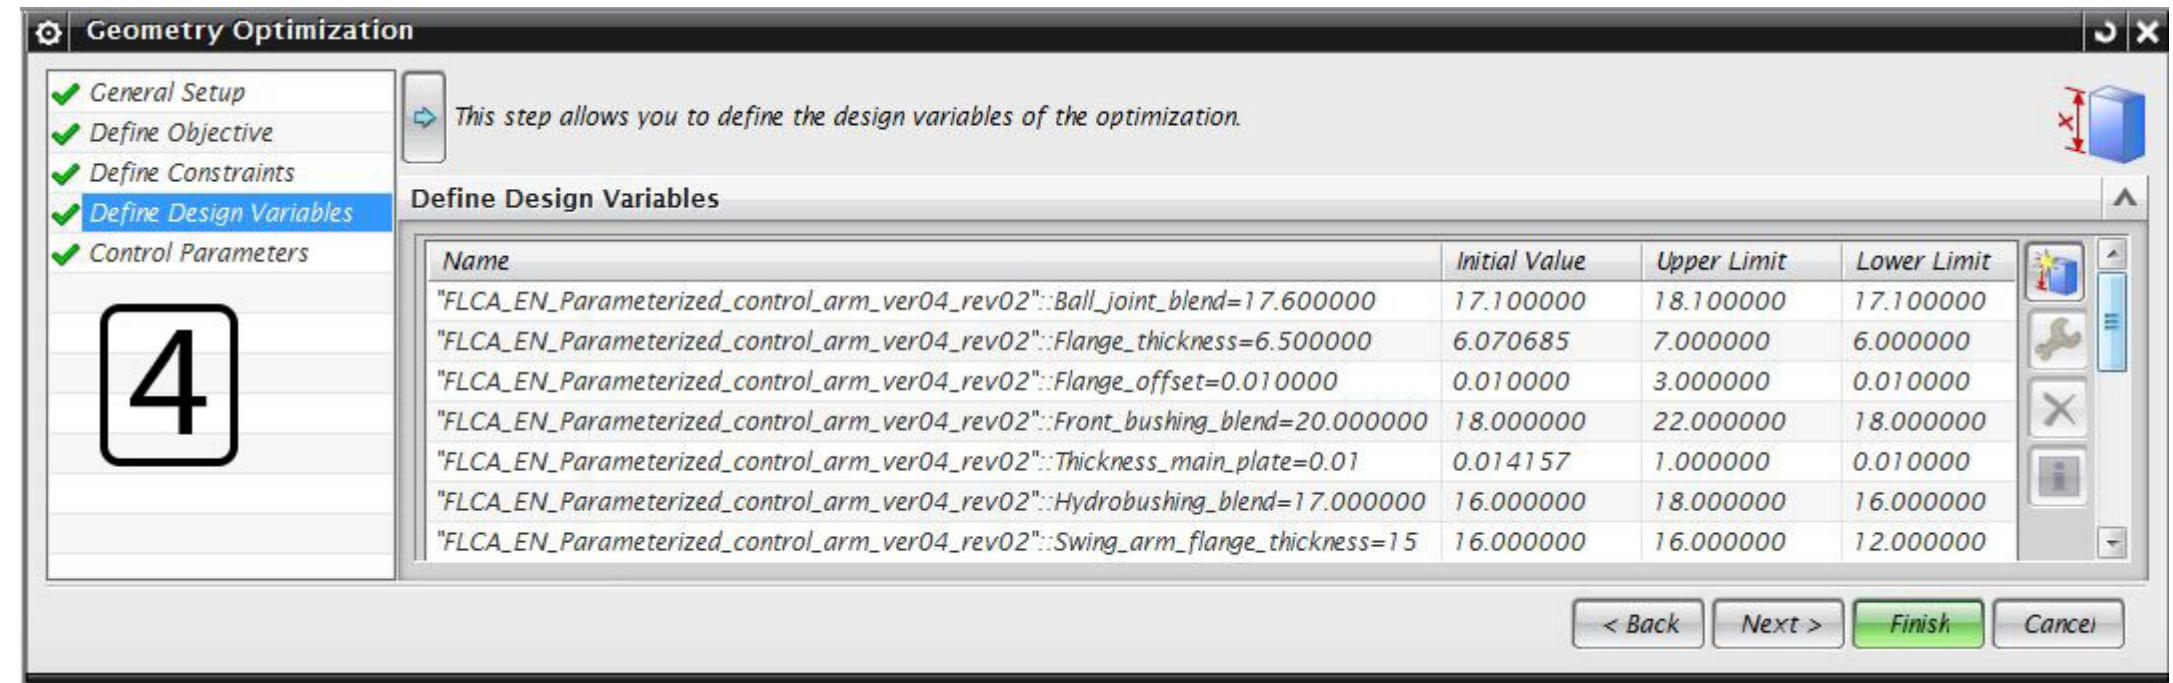 Geometry Optimization
General Setup
Define Objective
Define Constraints
Define Design Variables
Control Parameters
4
This step allows you to define the design variables of the optimization.
X
Define Design Variables
Name Initial Value Upper Limit Lower Limit
"FLCA_EN_Parameterized_control_arm_ver04_rev02"::Ball_joint_blend=17.600000 17.100000 18.100000 17.100000
"FLCA_EN_Parameterized_control_arm_ver04_rev02"::Flange_thickness=6.500000 6.070685 7.000000 6.000000
"FLCA_EN_Parameterized_control_arm_ver04_rev02"::Flange_offset=0.010000 0.010000 3.000000 0.010000
"FLCA_EN_Parameterized_control_arm_ver04_rev02"::Front_bushing_blend=20.000000 18.000000 22.000000 18.000000
"FLCA_EN_Parameterized_control_arm_ver04_rev02"::Thickness_main_plate=0.01 0.014157 1.000000 0.010000
"FLCA_EN_Parameterized_control_arm_ver04_rev02"::Hydrobushing_blend=17.000000 16.000000 18.000000 16.000000
"FLCA_EN_Parameterized_control_arm_ver04_rev02"::Swing_arm_flange_thickness=15 16.000000 16.000000 12.000000
< Back Next > Finish Cancel